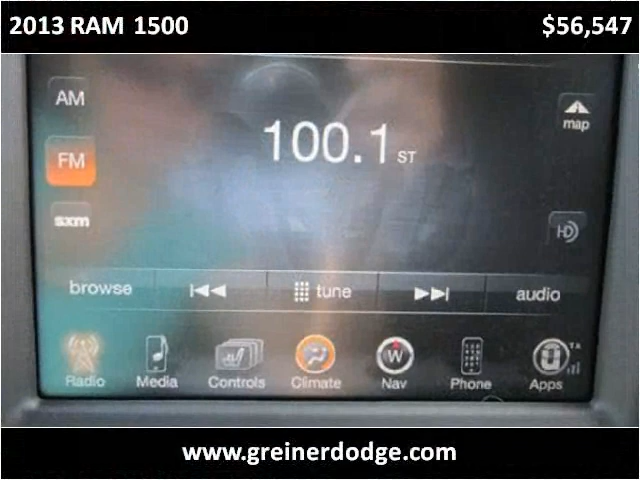 2013 RAM 1500 $56,547
AM
map
100.1 ST
FM
sxm
HD
browse tune audio
W TA
Radio Media Controls Climate Nav Phone Apps
www.greinerdodge.com